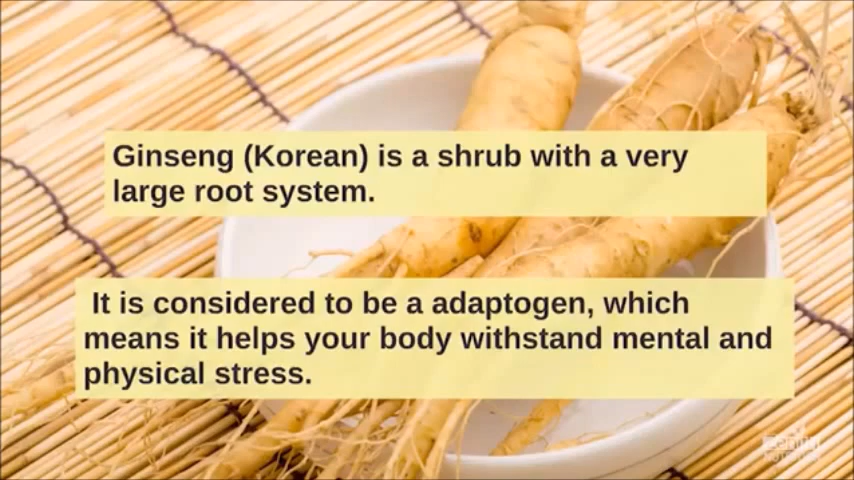 Ginseng (Korean) is a shrub with a very
large root system.
It is considered to be a adaptogen, which
means it helps your body withstand mental and
physical stress.